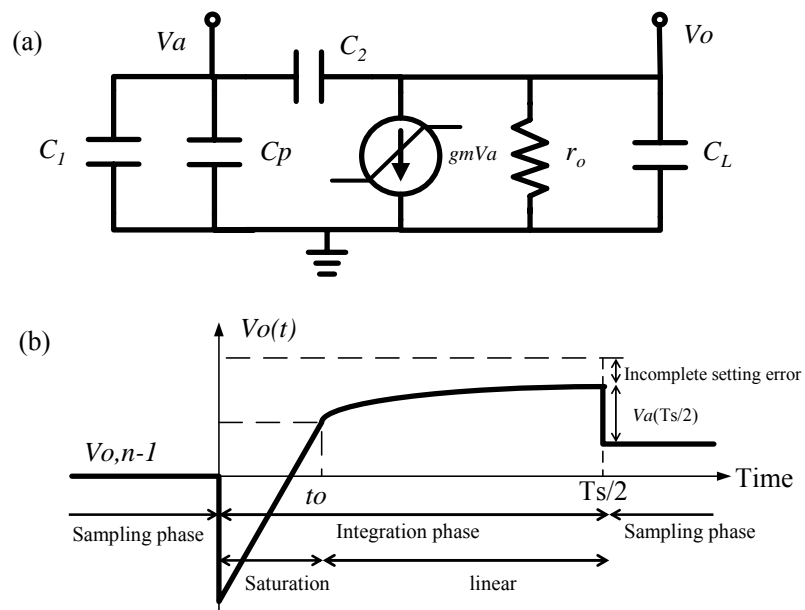 (a)
Va
C2
Vo
C1
Cp
gmVa
ro
CL
(b)
Vo(t)
Incomplete setting error
Va(Ts/2)
Vo,n-1
to
Ts/2
Time
Sampling phase
Integration phase
Sampling phase
Saturation
linear